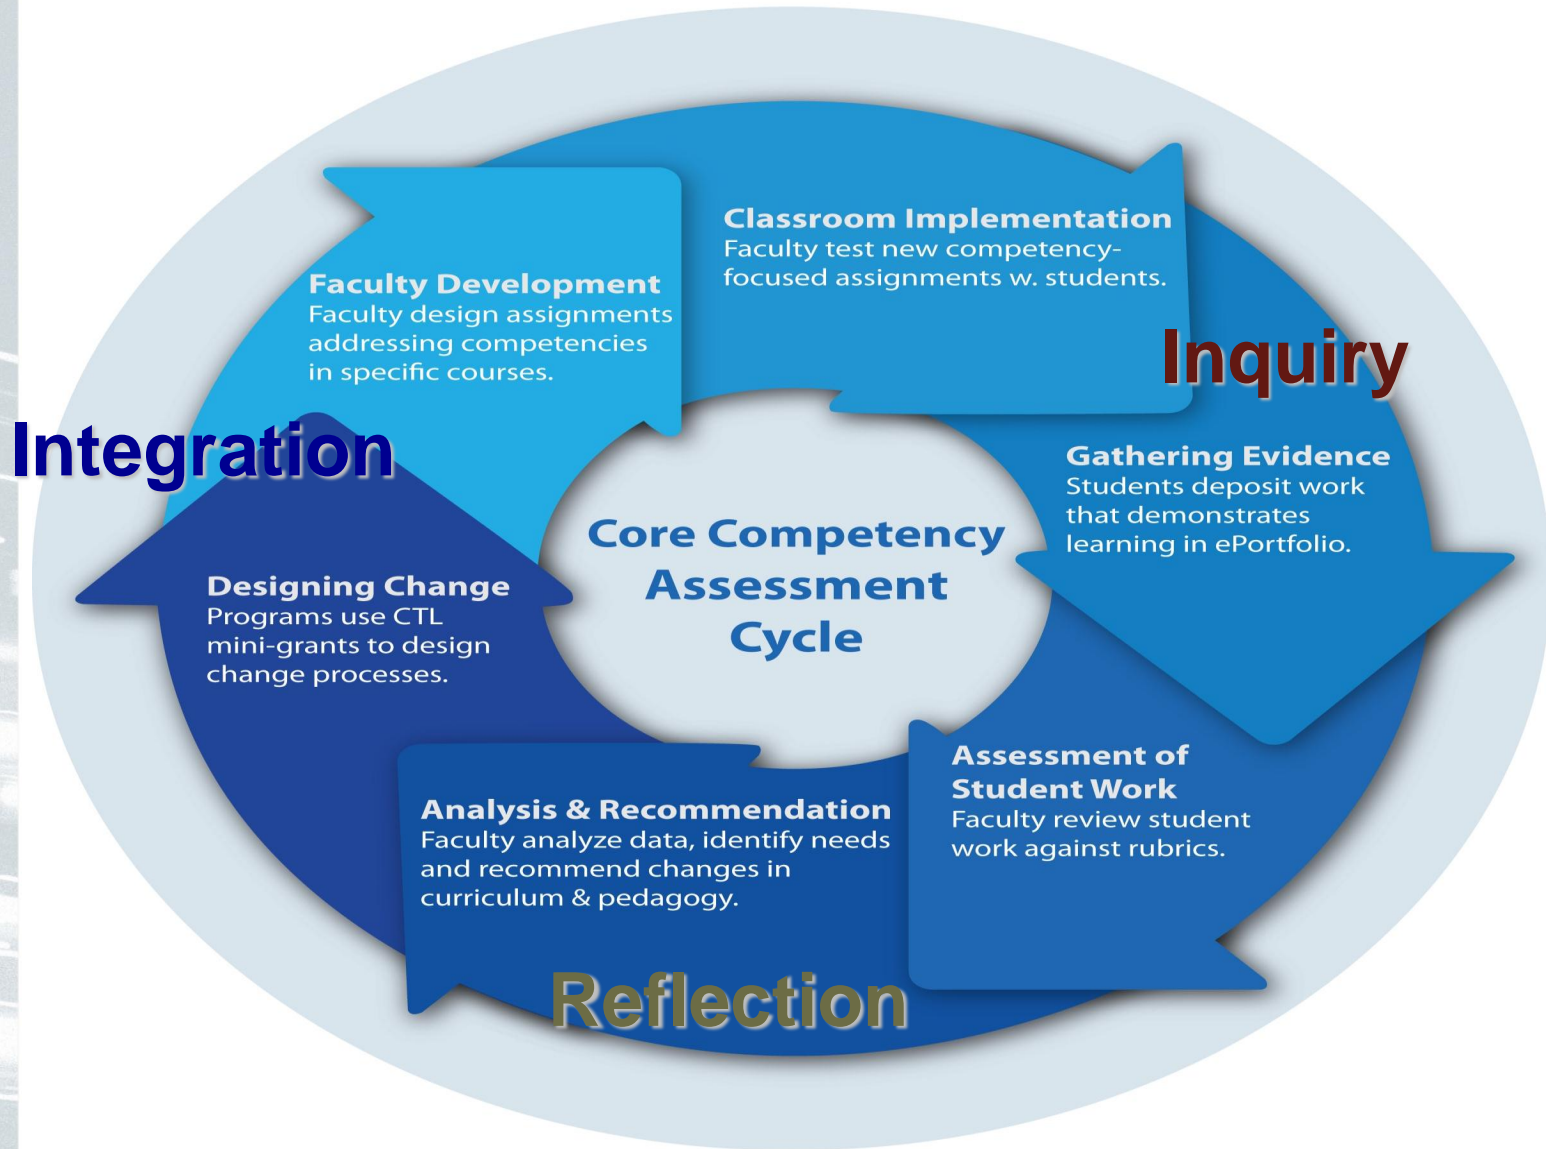 Classroom Implementation
Faculty test new competency-
focused assignments w. students.
Faculty Development
Faculty design assignments
addressing competencies
in specific courses.
Inquiry
Integration
Gathering Evidence
Students deposit work
that demonstrates
learning in ePortfolio.
Core Competency
Assessment
Cycle
Designing Change
Programs use CTL
mini-grants to design
change processes.
Assessment of
Student Work
Faculty review student
work against rubrics.
Analysis & Recommendation
Faculty analyze data, identify needs
and recommend changes in
curriculum & pedagogy.
Reflection